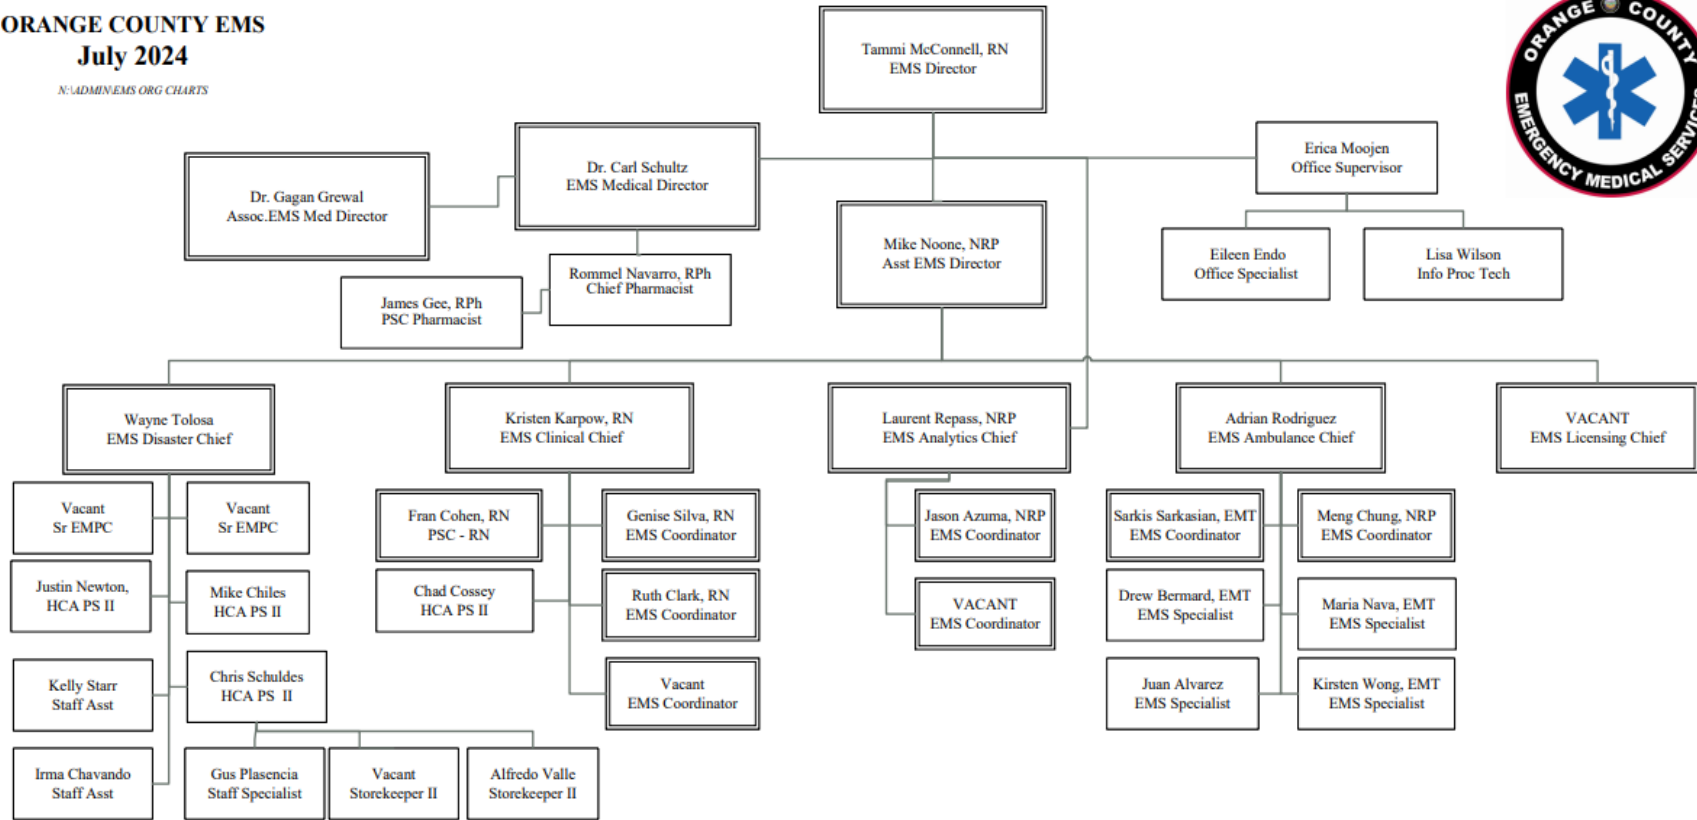 ORANGE COUNTY EMS
July 2024
N:\ADMIN\EMS ORG CHARTS
Tammi McConnell, RN
EMS Director
ORANGE COUNTY
EMERGENCY MEDICAL SERVICES
Dr. Carl Schultz
EMS Medical Director
Erica Moojen
Office Supervisor
Dr. Gagan Grewal
Assoc.EMS Med Director
Mike Noone, NRP
Asst EMS Director
Eileen Endo
Office Specialist
Lisa Wilson
Info Proc Tech
Rommel Navarro, RPh
Chief Pharmacist
James Gee, RPh
PSC Pharmacist
Wayne Tolosa
EMS Disaster Chief
Kristen Karpow, RN
EMS Clinical Chief
Laurent Repass, NRP
EMS Analytics Chief
Adrian Rodriguez
EMS Ambulance Chief
VACANT
EMS Licensing Chief
Vacant
Sr EMPC
Vacant
Sr EMPC
Justin Newton,
HCA PS II
Mike Chiles
HCA PS II
Kelly Starr
Staff Asst
Chris Schuldes
HCA PS II
Irma Chavando
Staff Asst
Gus Plasencia
Staff Specialist
Vacant
Storekeeper II
Alfredo Valle
Storekeeper II
Fran Cohen, RN
PSC - RN
Genise Silva, RN
EMS Coordinator
Chad Cossey
HCA PS II
Ruth Clark, RN
EMS Coordinator
Vacant
EMS Coordinator
Jason Azuma, NRP
EMS Coordinator
VACANT
EMS Coordinator
Sarkis Sarkasian, EMT
EMS Coordinator
Meng Chung, NRP
EMS Coordinator
Drew Bermard, EMT
EMS Specialist
Maria Nava, EMT
EMS Specialist
Juan Alvarez
EMS Specialist
Kirsten Wong, EMT
EMS Specialist